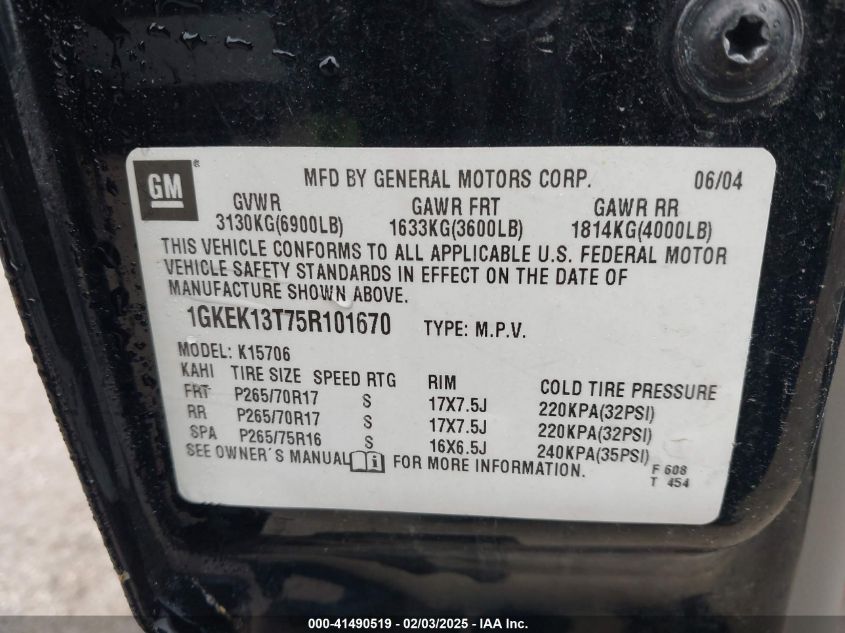 GM ® MFD BY GENERAL MOTORS CORP. 06/04
GVWR GAWR FRT GAWR RR
3130KG(6900LB) 1633KG(3600LB) 1814KG(4000LB)
THIS VEHICLE CONFORMS TO ALL APPLICABLE U.S. FEDERAL MOTOR
VEHICLE SAFETY STANDARDS IN EFFECT ON THE DATE OF
MANUFACTURE SHOWN ABOVE.
1GKEK13T75R101670 TYPE: M.P.V.
MODEL: K15706
KAHI TIRE SIZE SPEED RTG RIM COLD TIRE PRESSURE
FRT P265/70R17 S 17X7.5J 220KPA(32PSI)
RR P265/70R17 S 17X7.5J 220KPA(32PSI)
SPA P265/75R16 S 16X6.5J 240KPA(35PSI)
SEE OWNER´S MANUAL i FOR MORE INFORMATION.
F 608
T 454
000-41490519 / 02/03/2025 - IAA Inc.